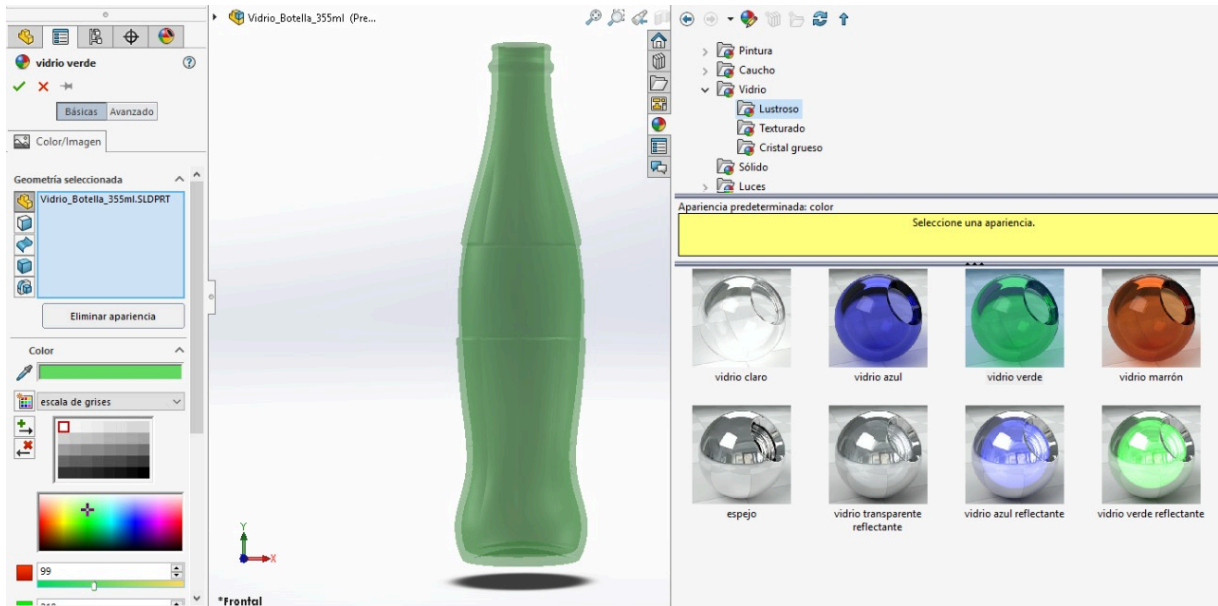 vidrio verde
Básicas Avanzado
Color/Imagen
Geometría seleccionada
Vidrio_Botella_355ml.SLDPRT
Eliminar apariencia
Color
escala de grises
99
Vidrio_Botella_355ml (Pre...
Y
X
*Frontal
Pintura
Caucho
Vidrio
Lustroso
Texturado
Cristal grueso
Sólido
Luces
Apariencia predeterminada: color
Seleccione una apariencia.
vidrio claro
vidrio azul
vidrio verde
vidrio marrón
espejo
vidrio transparente
reflectante
vidrio azul reflectante
vidrio verde reflectante